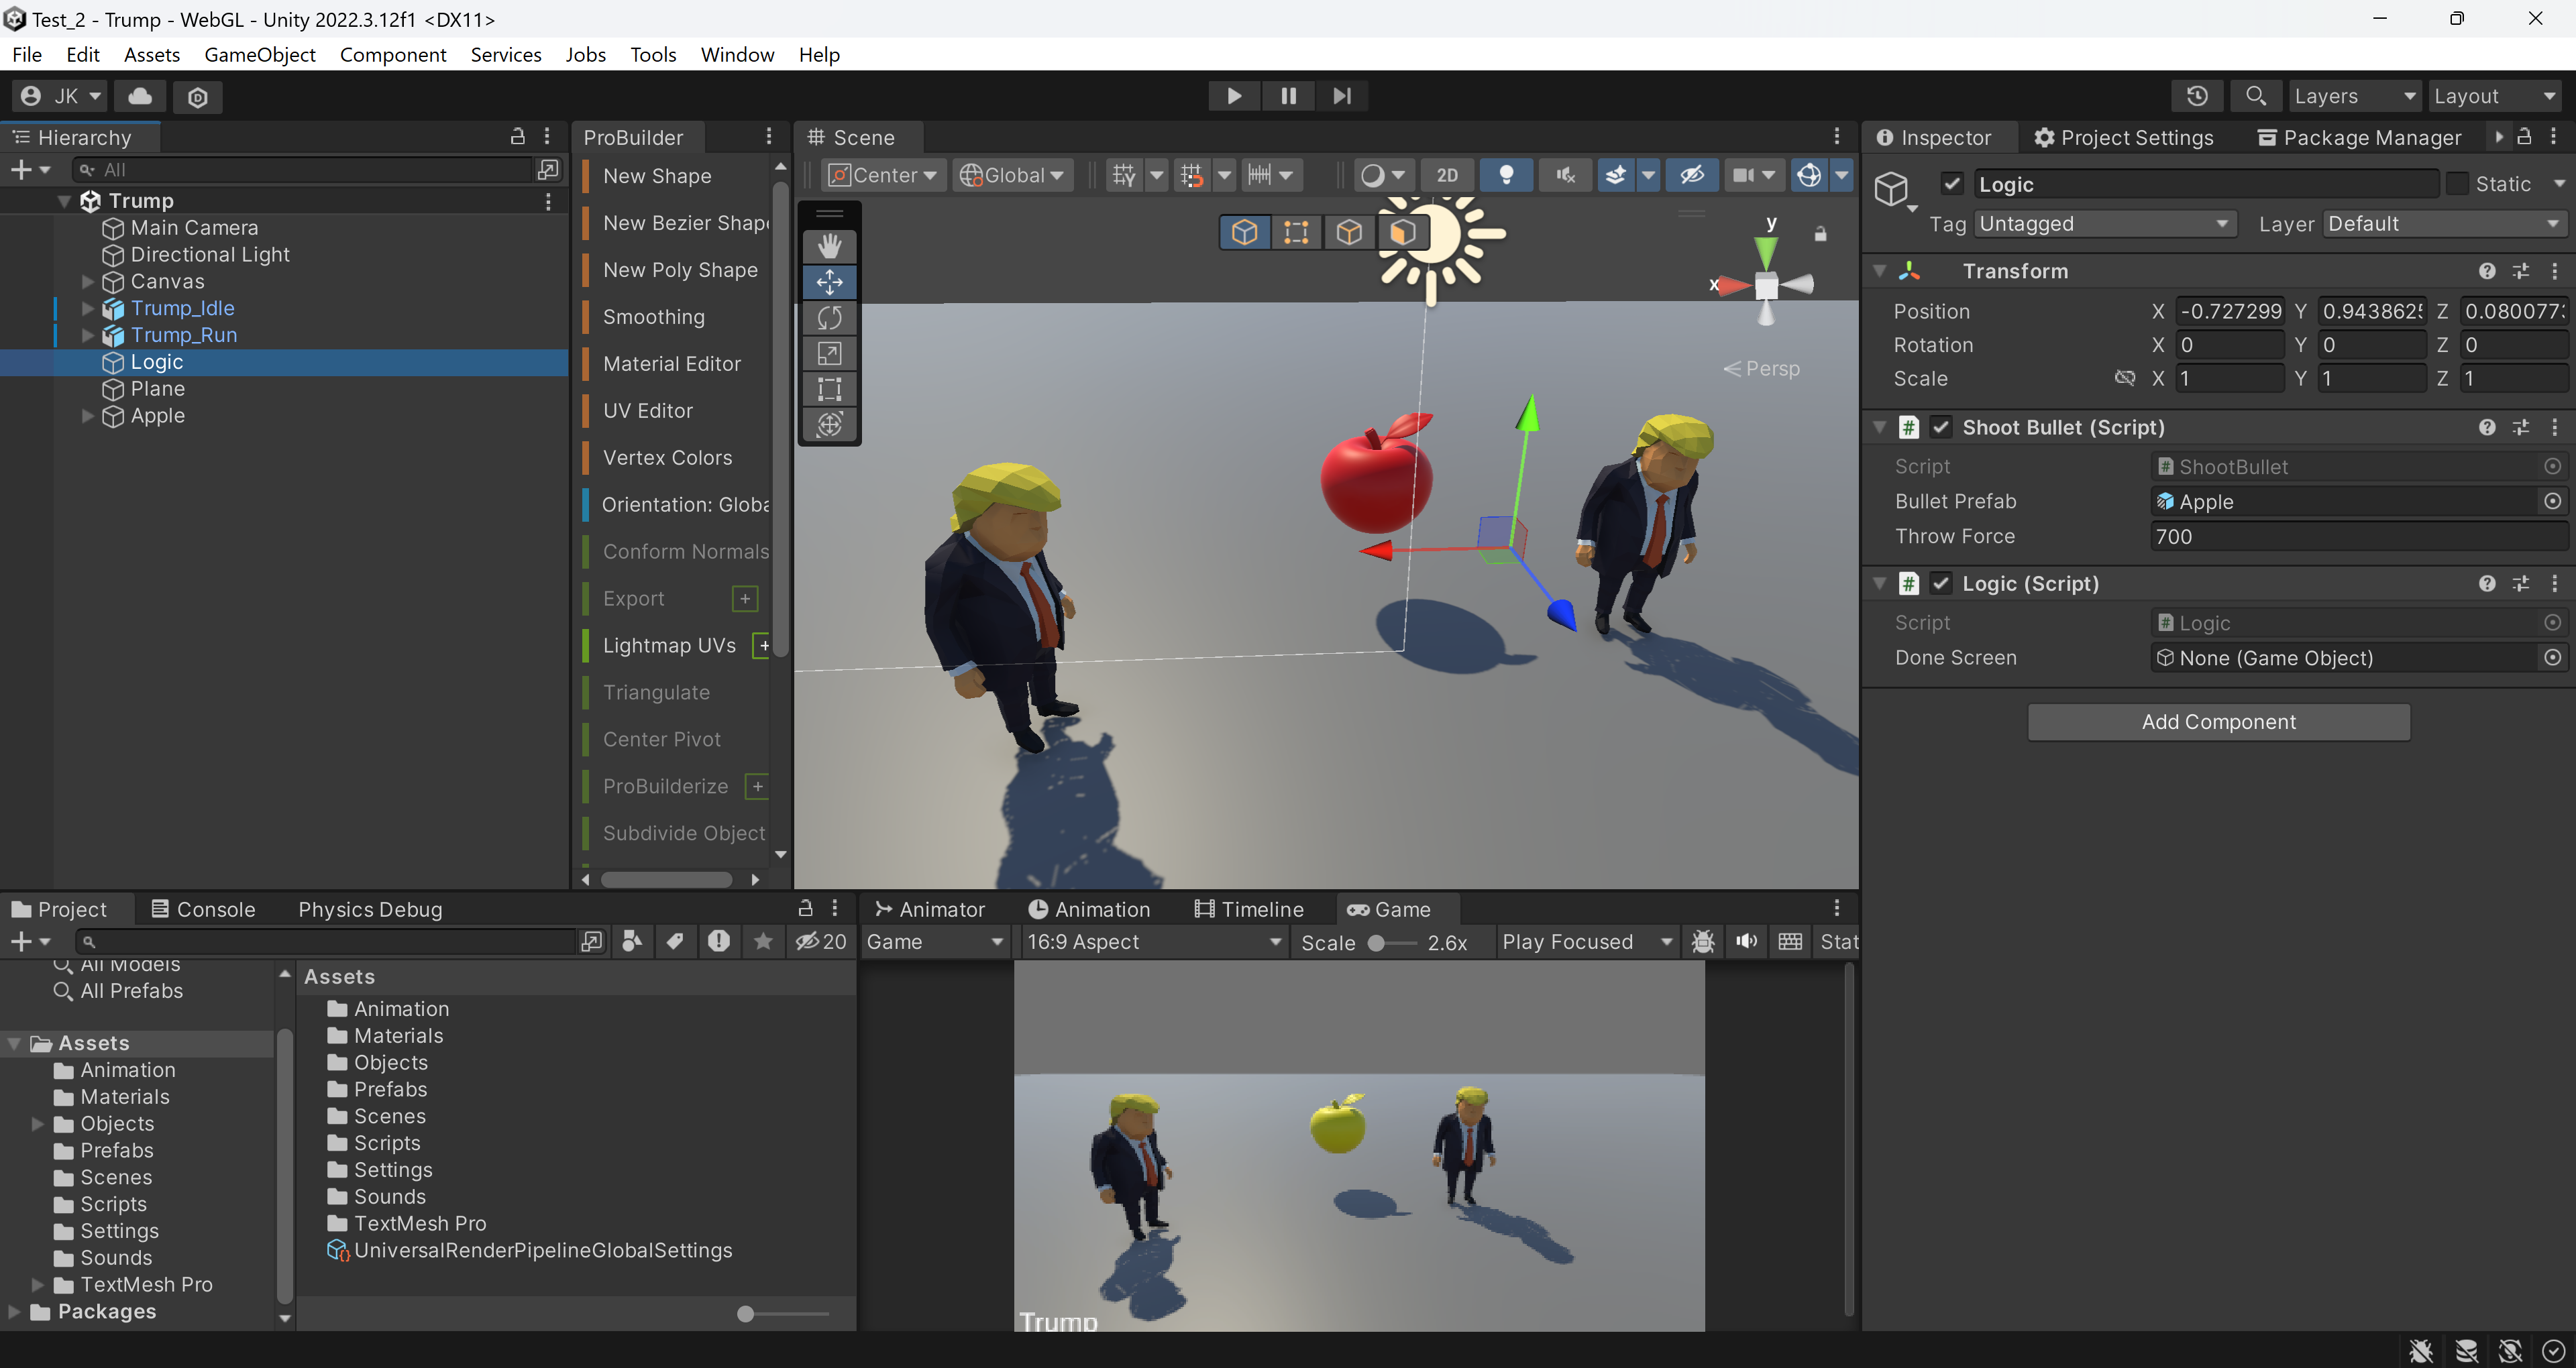 Test_2 - Trump - WebGL - Unity 2022.3.12f1 <DX11>
File Edit Assets GameObject Component Services Jobs Tools Window Help
JK
Layers
Layout
Hierarchy
All
Trump
Main Camera
Directional Light
Canvas
Trump_Idle
Trump_Run
Logic
Plane
Apple
ProBuilder
New Shape
New Bezier Shap
New Poly Shape
Smoothing
Material Editor
UV Editor
Vertex Colors
Orientation: Globa
Conform Normals
Export
Lightmap UVs
Triangulate
Center Pivot
ProBuilderize
Subdivide Object
Scene
Center
Global
2D
y
x
Persp
Inspector
Project Settings
Package Manager
Logic
Static
Tag Untagged
Layer Default
Transform
Position X -0.727299 Y 0.943862 Z 0.080077
Rotation X 0 Y 0 Z 0
Scale X 1 Y 1 Z 1
Shoot Bullet (Script)
Script ShootBullet
Bullet Prefab Apple
Throw Force 700
Logic (Script)
Script Logic
Done Screen None (Game Object)
Add Component
Project
Console
Physics Debug
20
All Models
All Prefabs
Assets
Animation
Materials
Objects
Prefabs
Scenes
Scripts
Settings
Sounds
TextMesh Pro
Packages
Assets
Animation
Materials
Objects
Prefabs
Scenes
Scripts
Settings
Sounds
TextMesh Pro
UniversalRenderPipelineGlobalSettings
Animator
Animation
Timeline
Game
Game
16:9 Aspect
Scale 2.6x
Play Focused
Stat
Trump